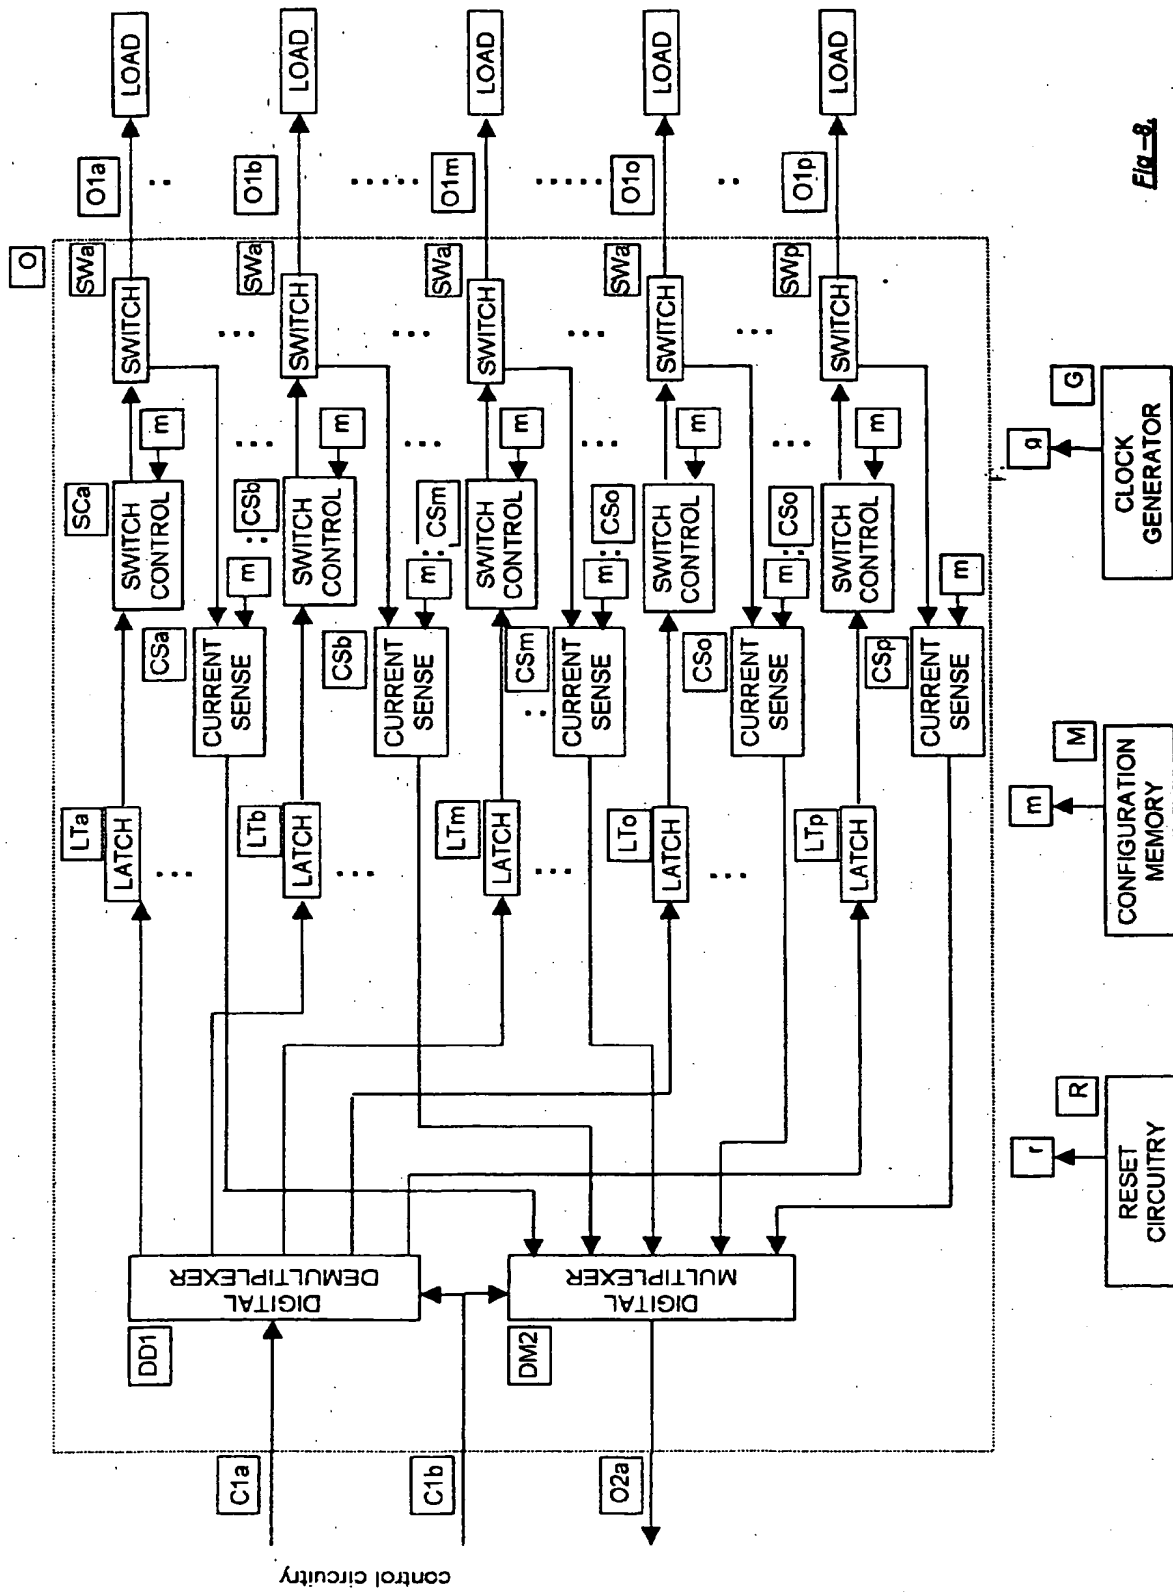 O
control circuitry
C1a
C1b
O2a
DD1
DIGITAL
DEMULTIPLEXER
DM2
DIGITAL
MULTIPLEXER
LTa
LATCH
SCa
SWITCH
CONTROL
m
SWa
SWITCH
O1a
LOAD
CSa
CURRENT
SENSE
m
LTb
LATCH
CSb
SWITCH
CONTROL
m
SWa
SWITCH
O1b
LOAD
CSb
CURRENT
SENSE
m
LTm
LATCH
CSm
SWITCH
CONTROL
m
SWa
SWITCH
O1m
LOAD
CSm
CURRENT
SENSE
m
LTo
LATCH
CSo
SWITCH
CONTROL
m
SWa
SWITCH
O1o
LOAD
CSo
CURRENT
SENSE
m
LTp
LATCH
CSo
SWITCH
CONTROL
m
SWp
SWITCH
O1p
LOAD
CSp
CURRENT
SENSE
m
r
R
RESET
CIRCUITRY
m
M
CONFIGURATION
MEMORY
g
G
CLOCK
GENERATOR
Fig-8.